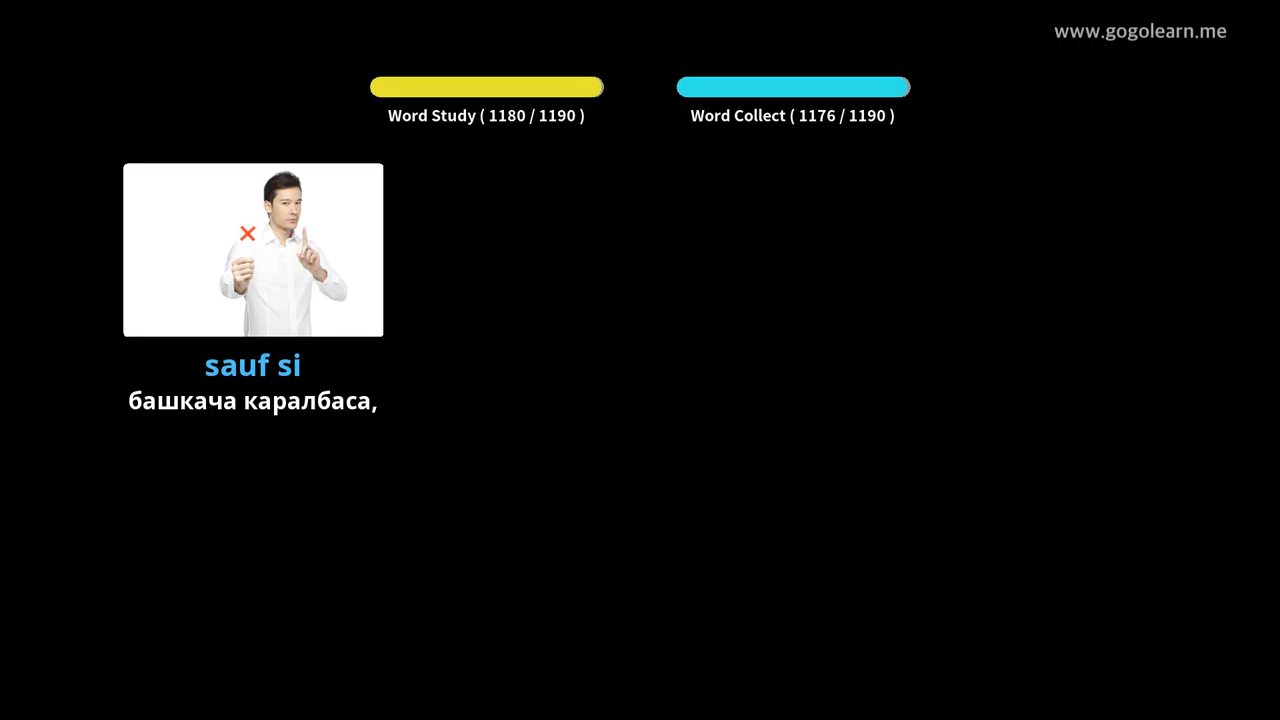 www.gogolearn.me
Word Study ( 1180 / 1190 )
Word Collect ( 1176 / 1190 )
sauf si
башкача каралбаса,